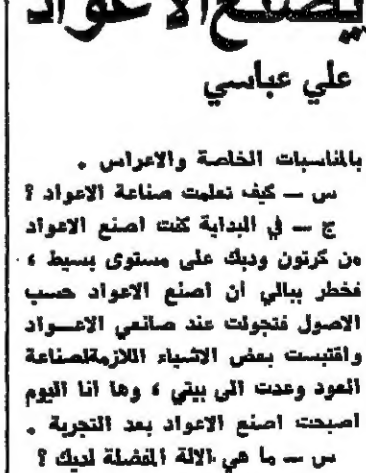 يصنع الاعواد
علي عباسي
بالمناسبات الخاصة والاعراس .
س — كيف تعلمت صناعة الاعواد ؟
ج — في البداية كنت اصنع الاعواد
من كرتون ودبك على مستوى بسيط ،
فخطر ببالي أن اصنع الاعواد حسب
الاصول فتجولت عند صانعي الاعـــواد
واقتبست بعض الاشياء اللازمةلصناعة
العود وعدت الى بيتي ، وها انا اليوم
اصبحت اصنع الاعواد بعد التجربة .
س — ما هي الالة المفضلة لديك ؟